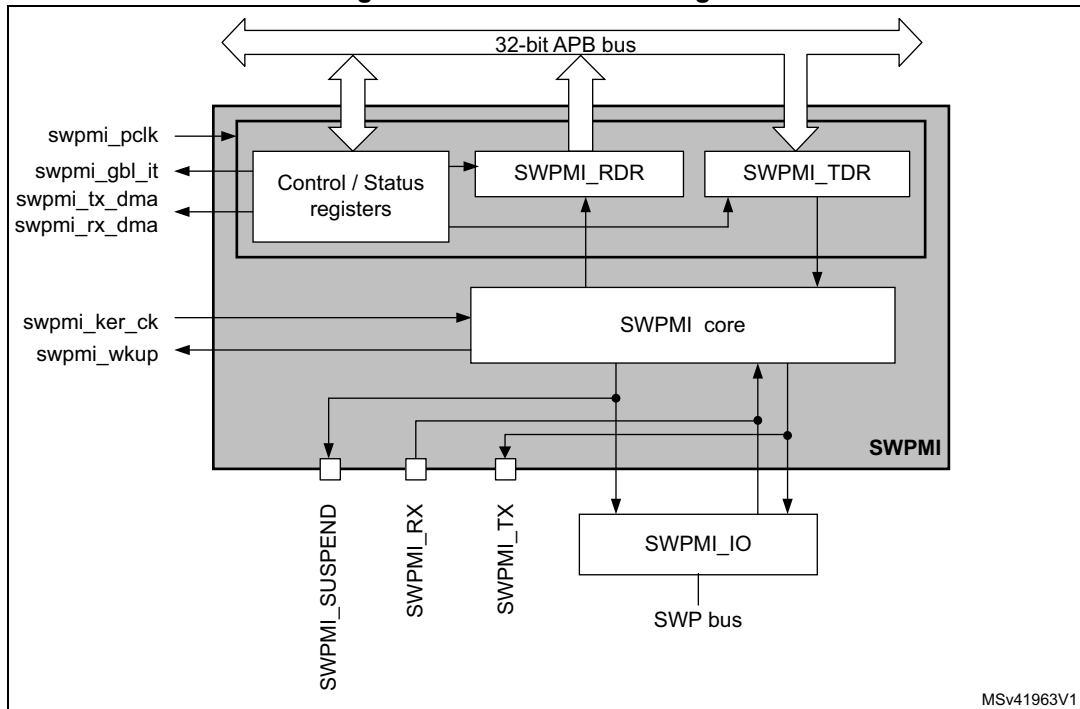 32-bit APB bus
swpmi_pclk
swpmi_gbl_it
swpmi_tx_dma
swpmi_rx_dma
Control / Status
registers
SWPMI_RDR
SWPMI_TDR
swpmi_ker_ck
swpmi_wkup
SWPMI core
SWPMI
SWPMI_SUSPEND
SWPMI_RX
SWPMI_TX
SWPMI_IO
SWP bus
MSv41963V1